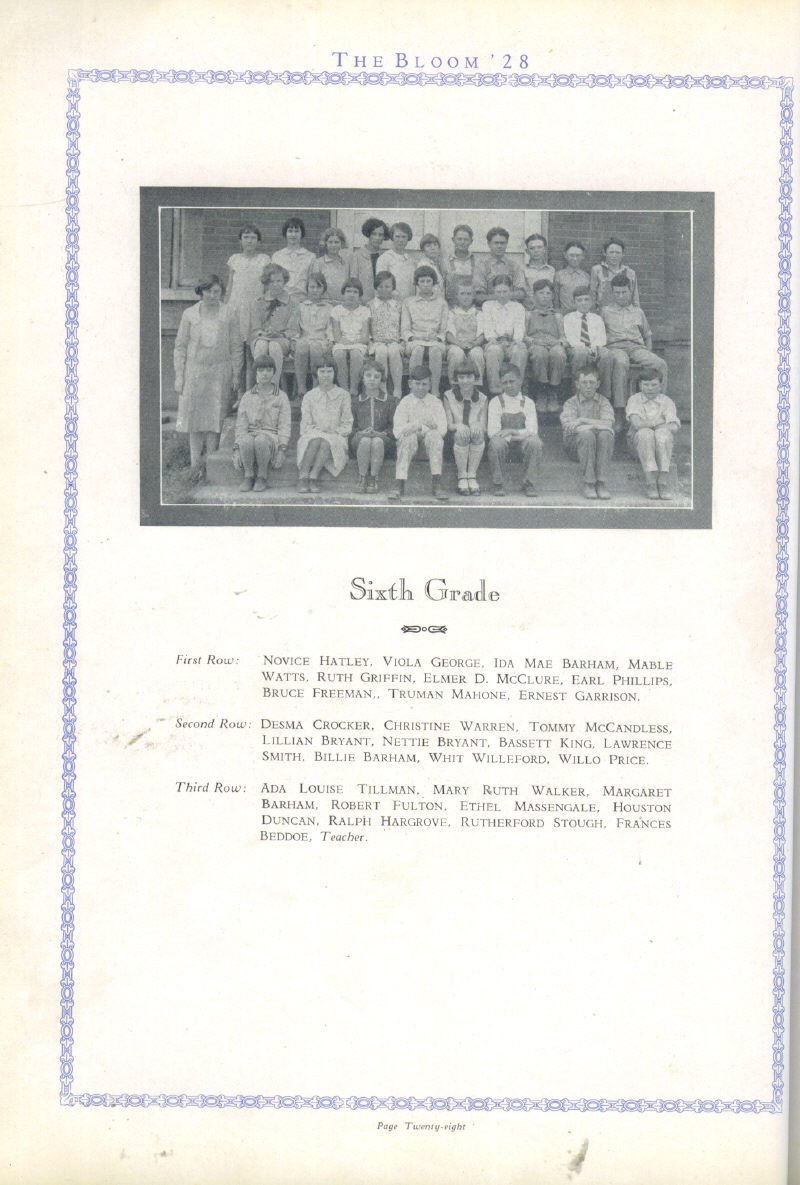 THE BLOOM '28
Sixth Grade
First Row: NOVICE HATLEY, VIOLA GEORGE, IDA MAE BARHAM, MABLE
WATTS, RUTH GRIFFIN, ELMER D. MCCLURE, EARL PHILLIPS,
BRUCE FREEMAN,, TRUMAN MAHONE, ERNEST GARRISON.
Second Row: DESMA CROCKER, CHRISTINE WARREN, TOMMY MCCANDLESS,
LILLIAN BRYANT, NETTIE BRYANT, BASSETT KING, LAWRENCE
SMITH, BILLIE BARHAM, WHIT WILLEFORD, WILLO PRICE.
Third Row: ADA LOUISE TILLMAN, MARY RUTH WALKER, MARGARET
BARHAM, ROBERT FULTON, ETHEL MASSENGALE, HOUSTON
DUNCAN, RALPH HARGROVE, RUTHERFORD STOUGH, FRANCES
BEDDOE, Teacher.
Page Twenty-eight